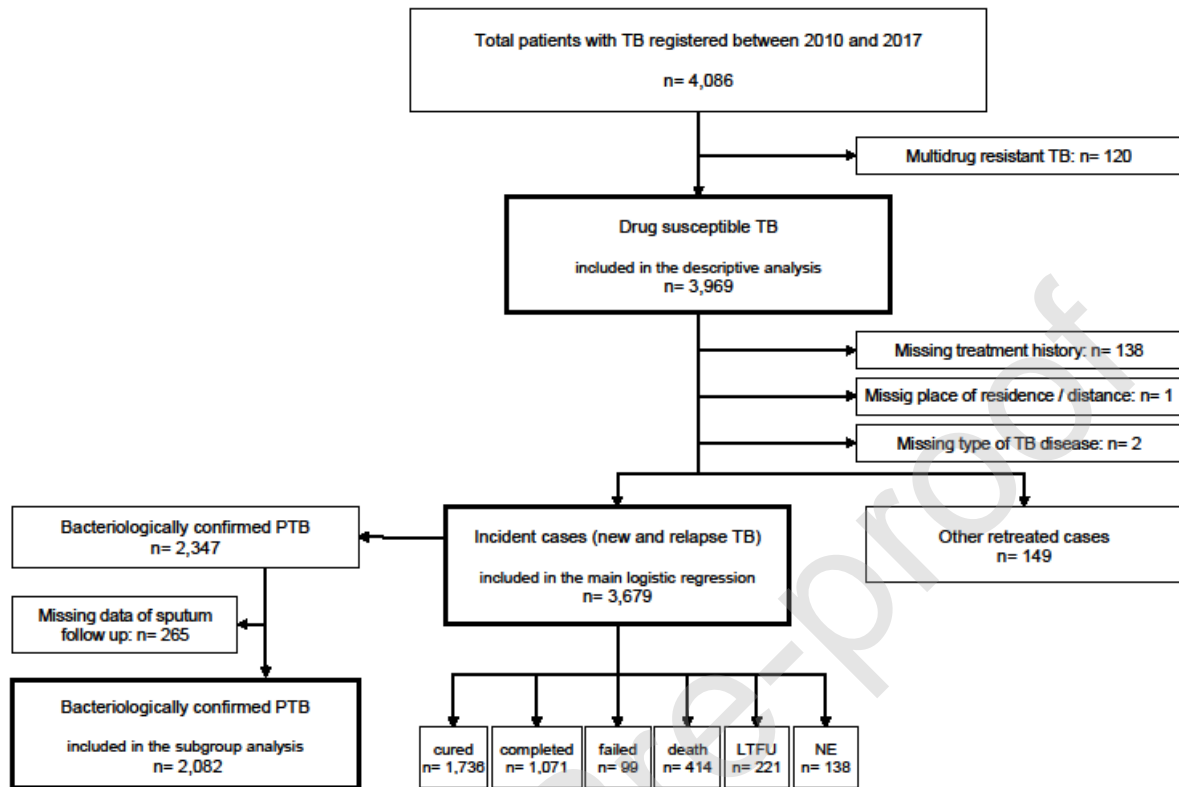 Total patients with TB registered between 2010 and 2017
n= 4,086
Multidrug resistant TB: n= 120
Drug susceptible TB
included in the descriptive analysis
n= 3,969
Missing treatment history: n= 138
Missig place of residence / distance: n= 1
Missing type of TB disease: n= 2
Bacteriologically confirmed PTB
n= 2,347
Incident cases (new and relapse TB)
included in the main logistic regression
n= 3,679
Other retreated cases
n= 149
Missing data of sputum
follow up: n= 265
Bacteriologically confirmed PTB
included in the subgroup analysis
n= 2,082
cured
n= 1,736
completed
n= 1,071
failed
n= 99
death
n= 414
LTFU
n= 221
NE
n= 138
re-proof